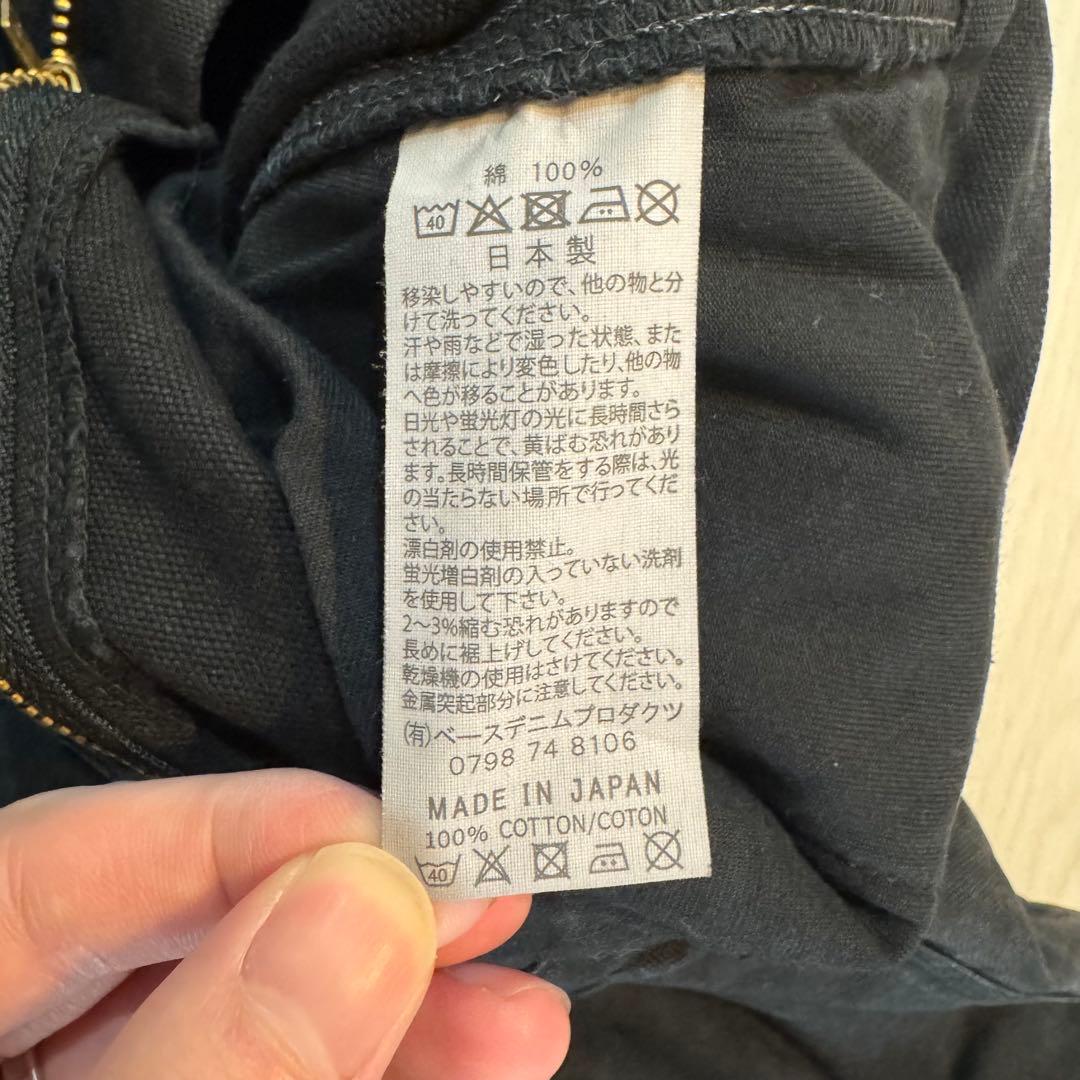 綿 100%
40
日本製
移染しやすいので、他の物と分
けて洗ってください。
汗や雨などで湿った状態、また
は摩擦により変色したり、他の物
へ色が移ることがあります。
日光や蛍光灯の光に長時間さら
されることで、黄ばむ恐れがあり
ます。長時間保管をする際は、光
の当たらない場所で行ってくだ
さい。
漂白剤の使用禁止。
蛍光増白剤の入っていない洗剤
を使用して下さい。
2〜3%縮む恐れがありますので
長めに裾上げしてください。
乾燥機の使用はさけてください。
金属突起部分に注意してください。
(有)ベースデニムプロダクツ
0798 74 8106
MADE IN JAPAN
100% COTTON/COTON
40